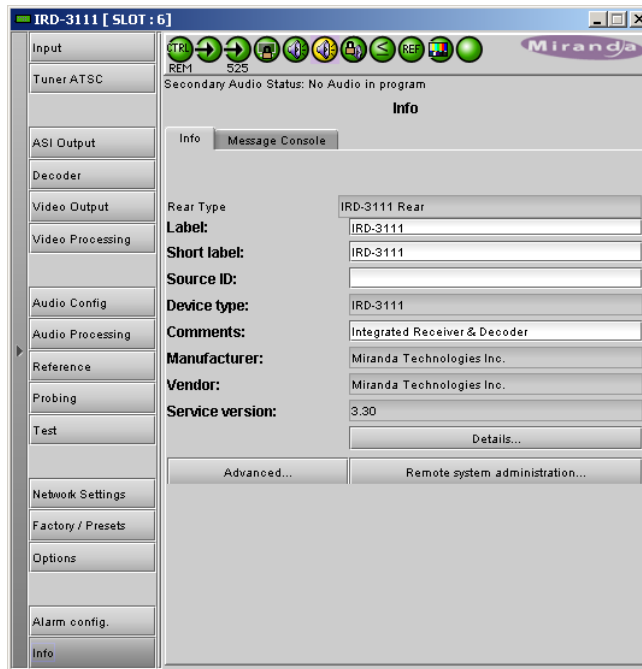 IRD-3111 [ SLOT : 6]
Input
Tuner ATSC
ASI Output
Decoder
Video Output
Video Processing
Audio Config
Audio Processing
Reference
Probing
Test
Network Settings
Factory / Presets
Options
Alarm config.
Info
CTRL
REM
525
REF
Miranda
Secondary Audio Status: No Audio in program
Info
Info Message Console
Rear Type IRD-3111 Rear
Label: IRD-3111
Short label: IRD-3111
Source ID:
Device type: IRD-3111
Comments: Integrated Receiver & Decoder
Manufacturer: Miranda Technologies Inc.
Vendor: Miranda Technologies Inc.
Service version: 3.30
Details...
Advanced... Remote system administration...